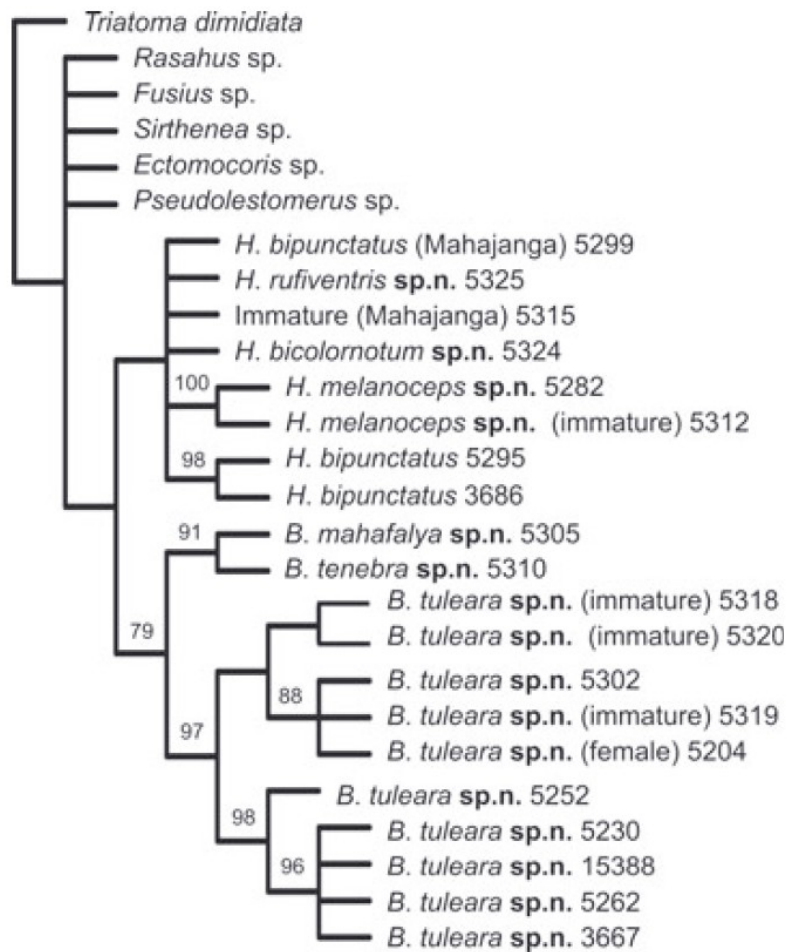 Triatoma dimidiata
Rasahus sp.
Fusius sp.
Sirthenea sp.
Ectomocoris sp.
Pseudolestomerus sp.
H. bipunctatus (Mahajanga) 5299
H. rufiventris sp.n. 5325
Immature (Mahajanga) 5315
H. bicolornotum sp.n. 5324
100
H. melanoceps sp.n. 5282
H. melanoceps sp.n. (immature) 5312
98
H. bipunctatus 5295
H. bipunctatus 3686
91
B. mahafalya sp.n. 5305
B. tenebra sp.n. 5310
B. tuleara sp.n. (immature) 5318
79
B. tuleara sp.n. (immature) 5320
B. tuleara sp.n. 5302
88
B. tuleara sp.n. (immature) 5319
97
B. tuleara sp.n. (female) 5204
B. tuleara sp.n. 5252
98
B. tuleara sp.n. 5230
96
B. tuleara sp.n. 15388
B. tuleara sp.n. 5262
B. tuleara sp.n. 3667